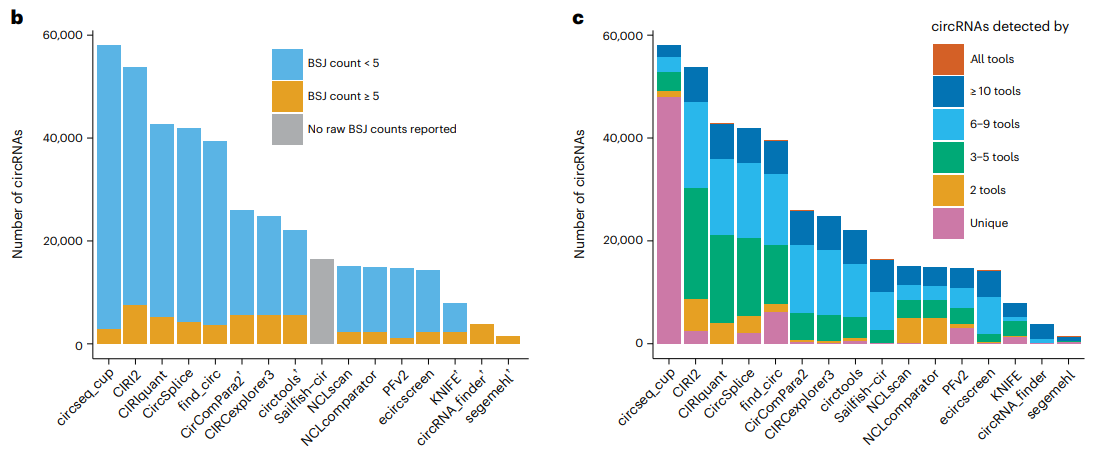 b
Number of circRNAs
60,000
40,000
20,000
0
BSJ count < 5
BSJ count ≥ 5
No raw BSJ counts reported
circseq_cup
CIRI2
CIRIquant
CircSplice
find_circ
CirComPara2'
CIRCexplorer3
circtools'
Sailfish-cir
NCLscan
NCLcomparator
PFv2
ecircscreen
KNIFE'
circRNA_finder'
segemehl'
c
Number of circRNAs
60,000
40,000
20,000
0
circRNAs detected by
All tools
≥ 10 tools
6–9 tools
3–5 tools
2 tools
Unique
circseq_cup
CIRI2
CIRIquant
CircSplice
find_circ
CirComPara2
CIRCexplorer3
circtools
Sailfish-cir
NCLscan
NCLcomparator
PFv2
ecircscreen
KNIFE
circRNA_finder
segemehl